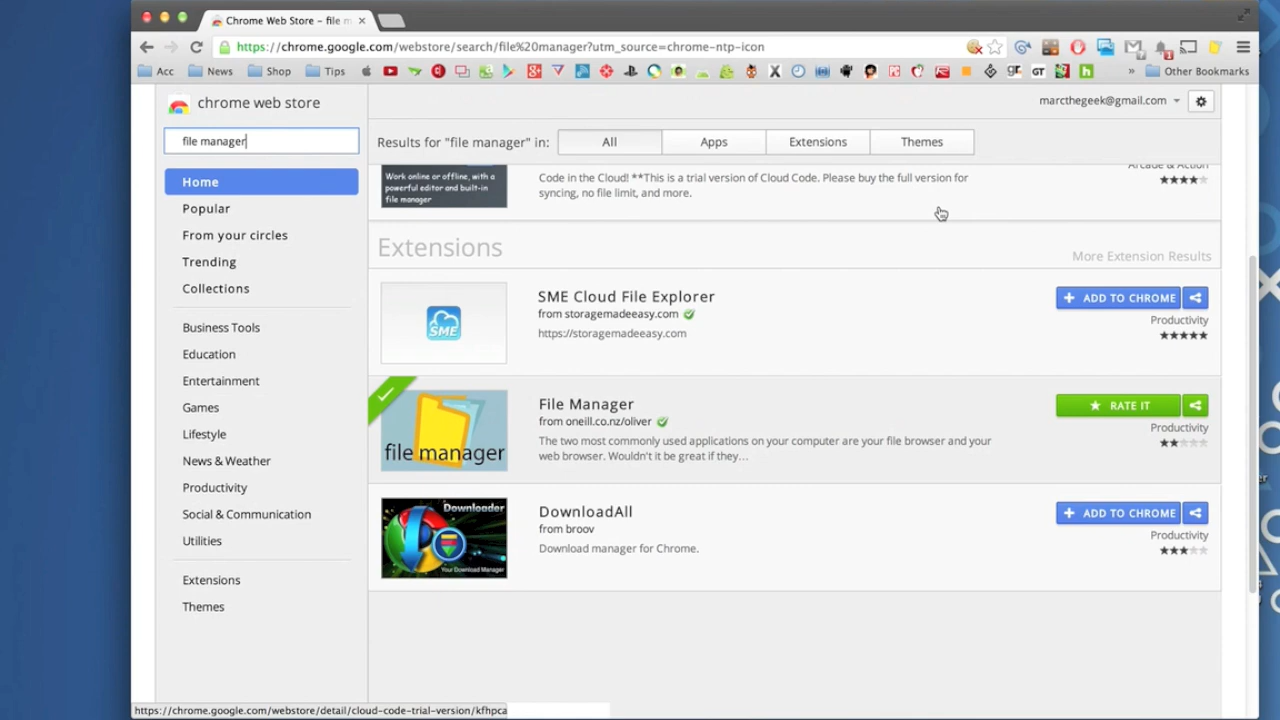 Chrome Web Store – file m
https://chrome.google.com/webstore/search/file%20manager?utm_source=chrome-ntp-icon
Acc News Shop Tips Other Bookmarks
chrome web store
marcthegeek@gmail.com
file manager
Results for "file manager" in: All Apps Extensions Themes
Home
Popular
From your circles
Trending
Collections
Business Tools
Education
Entertainment
Games
Lifestyle
News & Weather
Productivity
Social & Communication
Utilities
Extensions
Themes
Work online or offline, with a
powerful editor and built-in
file manager
Code in the Cloud! **This is a trial version of Cloud Code. Please buy the full version for
syncing, no file limit, and more.
Arcade & Action
Extensions
More Extension Results
SME
SME Cloud File Explorer
from storagemadeeasy.com
https://storagemadeeasy.com
+ ADD TO CHROME
Productivity
file manager
File Manager
from oneill.co.nz/oliver
The two most commonly used applications on your computer are your file browser and your
web browser. Wouldn't it be great if they…
RATE IT
Productivity
Downloader
Your Download Manager
DownloadAll
from broov
Download manager for Chrome.
+ ADD TO CHROME
Productivity
https://chrome.google.com/webstore/detail/cloud-code-trial-version/kfhpca